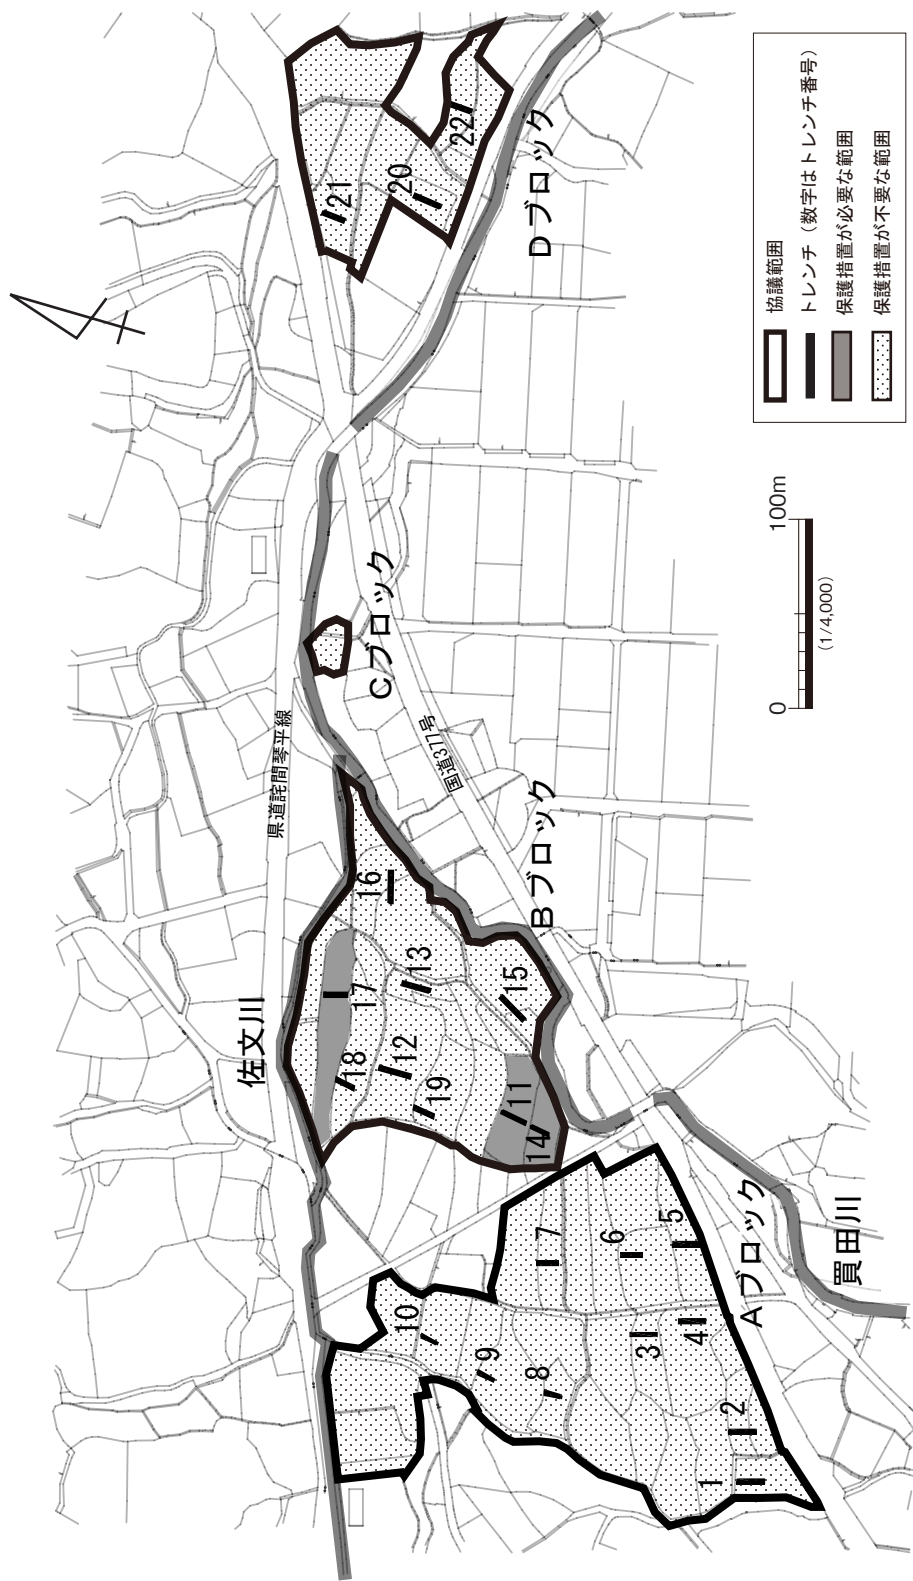 協議範囲
トレンチ（数字はトレンチ番号）
保護措置が必要な範囲
保護措置が不要な範囲
0
100m
(1/4,000)
県道詫間琴平線
国道377号
佐文川
買田川
Aブロック
1
2
3
4
5
6
7
8
9
10
Bブロック
11
12
13
14
15
16
17
18
19
Cブロック
Dブロック
20
21
22